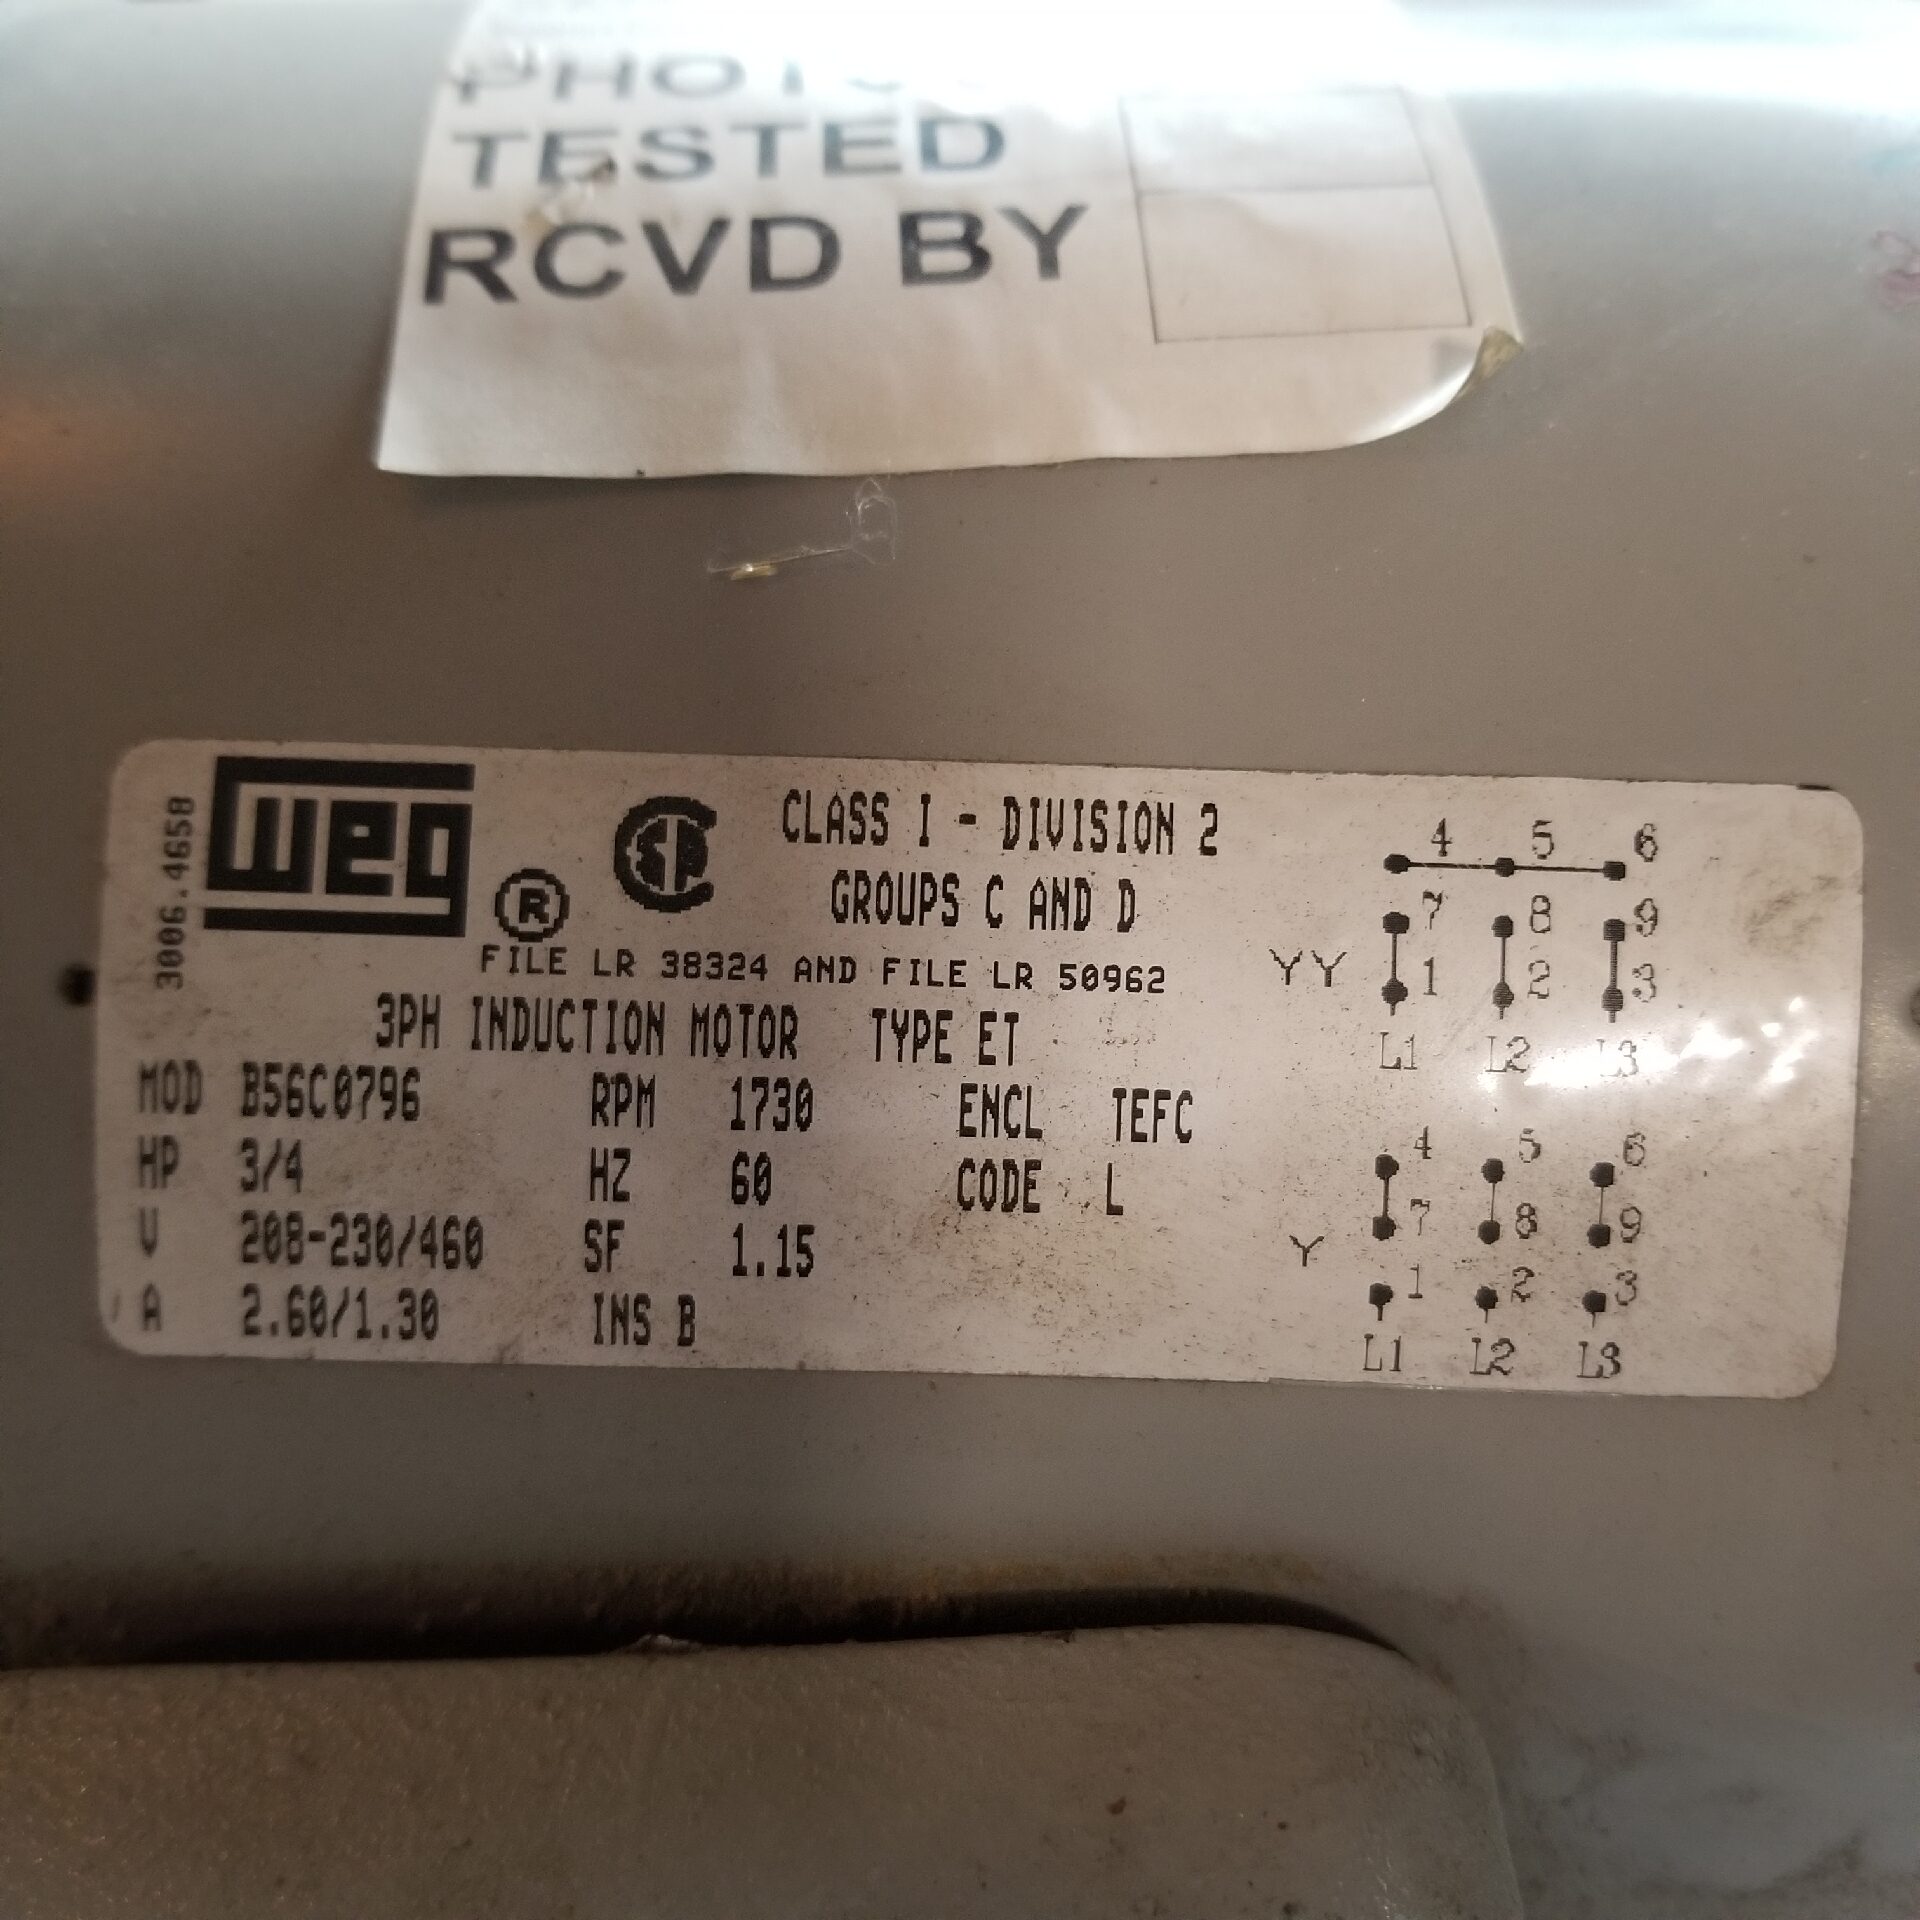 TESTED
RCVD BY
3006.4658
WEG ®
CSA
CLASS I - DIVISION 2
GROUPS C AND D
FILE LR 38324 AND FILE LR 50962
3PH INDUCTION MOTOR TYPE ET
MOD B56C0796 RPM 1730 ENCL TEFC
HP 3/4 HZ 60 CODE L
V 208-230/460 SF 1.15
A 2.60/1.30 INS B
4 5 6
7 8 9
YY 1 2 3
L1 L2 L3
4 5 6
7 8 9
Y 1 2 3
L1 L2 L3